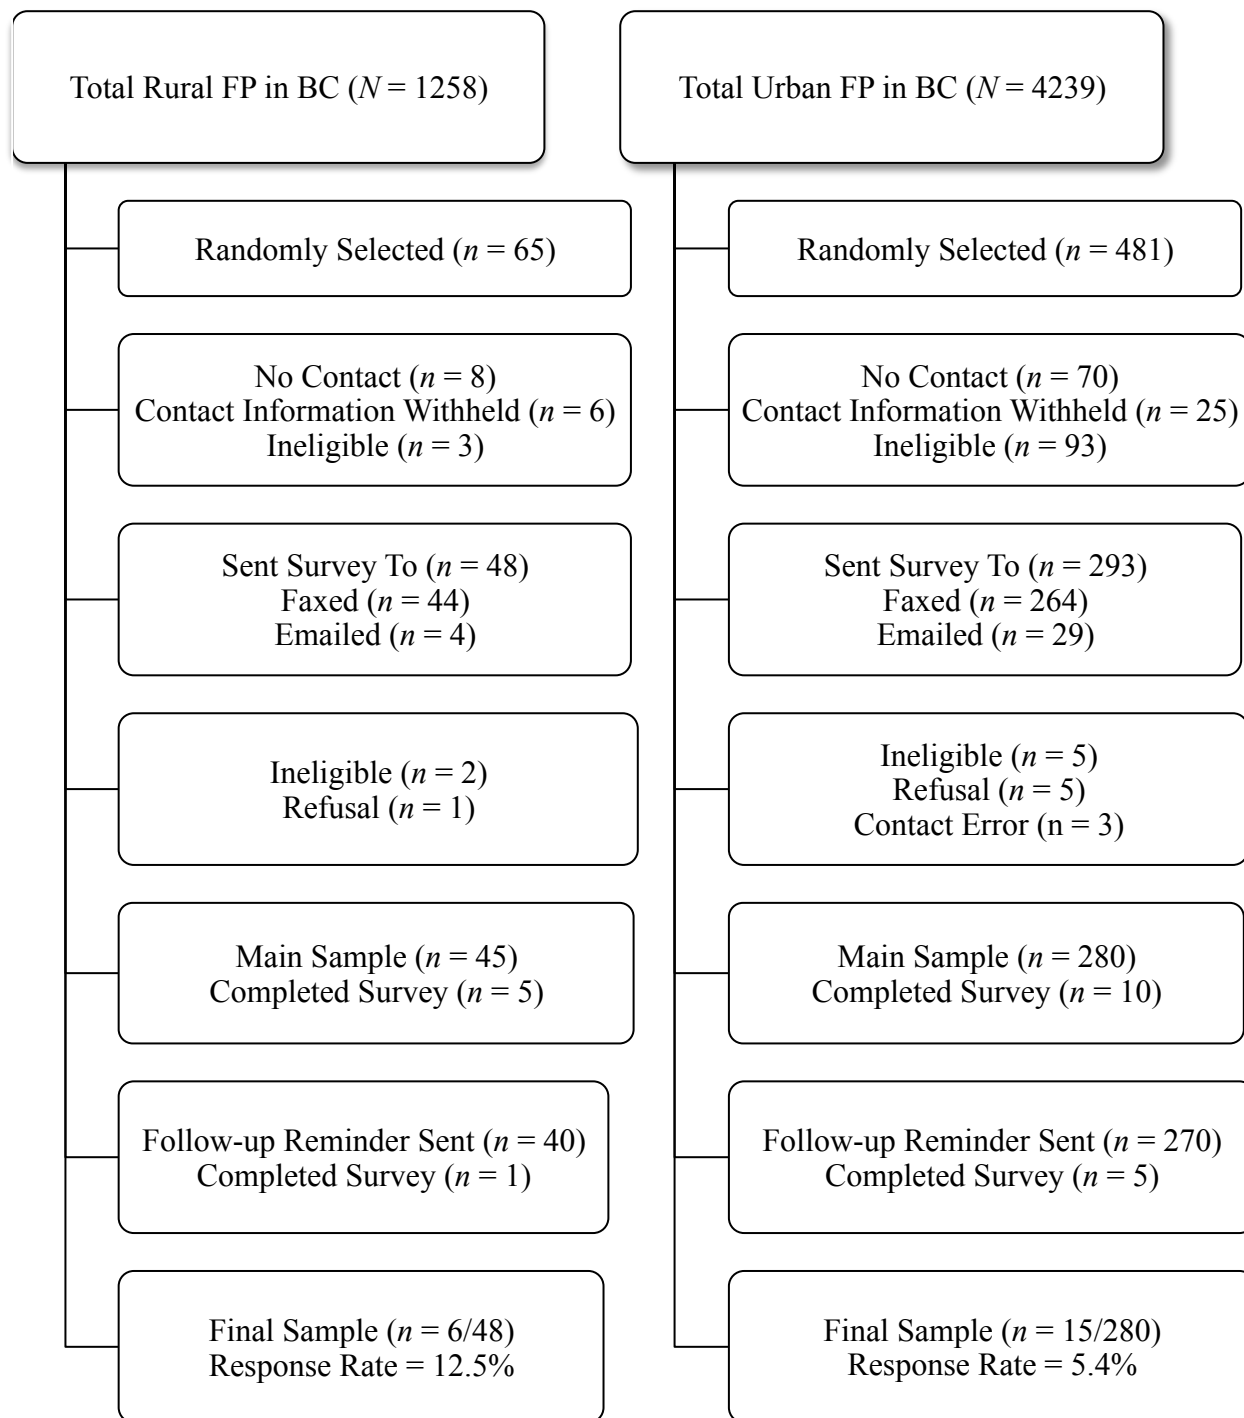 Total Rural FP in BC (N = 1258)
Randomly Selected (n = 65)
No Contact (n = 8)
Contact Information Withheld (n = 6)
Ineligible (n = 3)
Sent Survey To (n = 48)
Faxed (n = 44)
Emailed (n = 4)
Ineligible (n = 2)
Refusal (n = 1)
Main Sample (n = 45)
Completed Survey (n = 5)
Follow-up Reminder Sent (n = 40)
Completed Survey (n = 1)
Final Sample (n = 6/48)
Response Rate = 12.5%
Total Urban FP in BC (N = 4239)
Randomly Selected (n = 481)
No Contact (n = 70)
Contact Information Withheld (n = 25)
Ineligible (n = 93)
Sent Survey To (n = 293)
Faxed (n = 264)
Emailed (n = 29)
Ineligible (n = 5)
Refusal (n = 5)
Contact Error (n = 3)
Main Sample (n = 280)
Completed Survey (n = 10)
Follow-up Reminder Sent (n = 270)
Completed Survey (n = 5)
Final Sample (n = 15/280)
Response Rate = 5.4%